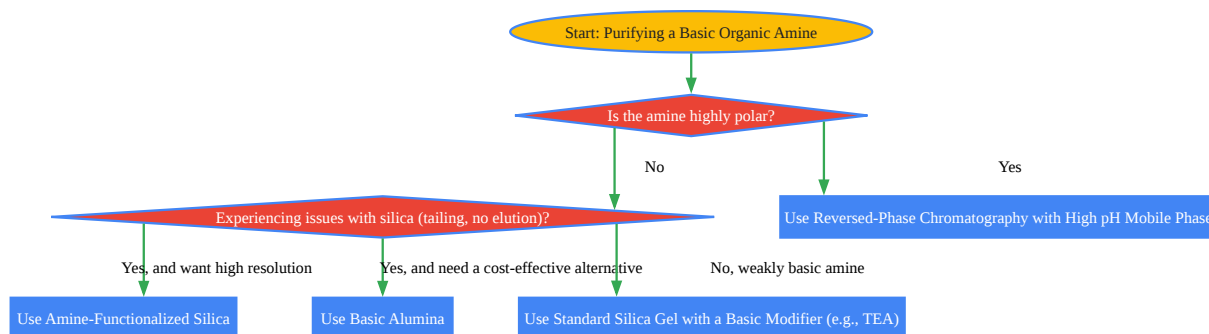 Start: Purifying a Basic Organic Amine
Is the amine highly polar?
No
Yes
Experiencing issues with silica (tailing, no elution)?
Use Reversed-Phase Chromatography with High pH Mobile Phase
Yes, and want high resolution
Yes, and need a cost-effective alternative
No, weakly basic amine
Use Amine-Functionalized Silica
Use Basic Alumina
Use Standard Silica Gel with a Basic Modifier (e.g., TEA)